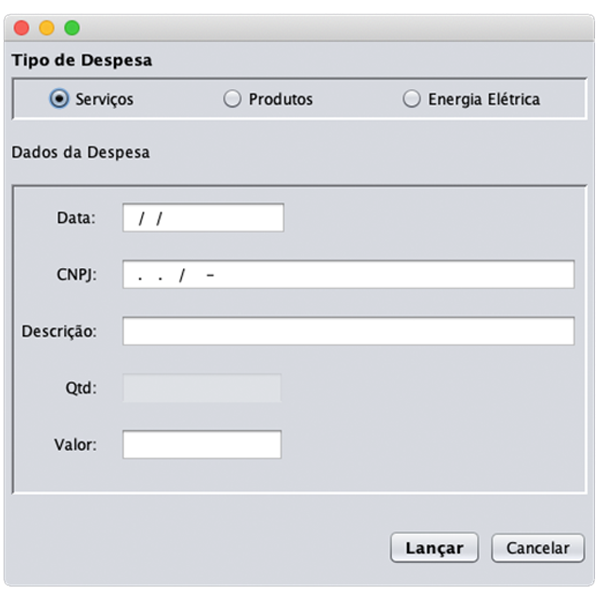 Tipo de Despesa
Serviços Produtos Energia Elétrica
Dados da Despesa
Data: / /
CNPJ: . . / -
Descrição:
Qtd:
Valor:
Lançar Cancelar